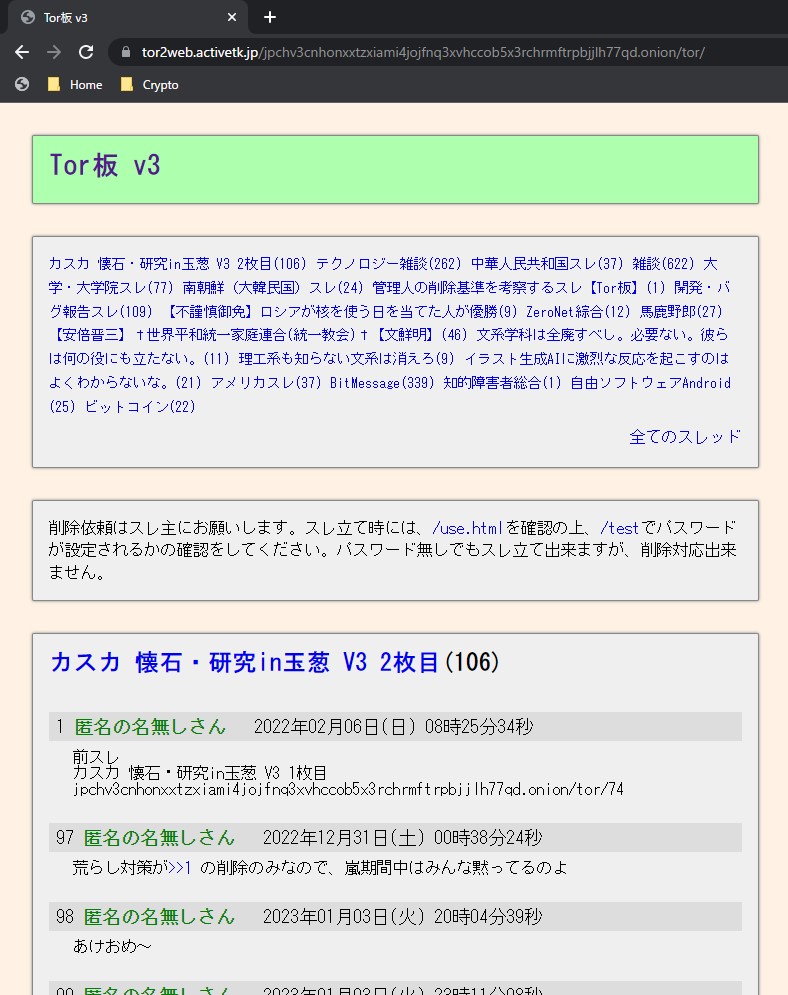 Tor板 v3
tor2web.activetk.jp/jpchv3cnhonxxtzxiami4jojfnq3xvhccob5x3rchrmftrpbjjlh77qd.onion/tor/
Home Crypto
Tor板 v3
カスカ 懐石・研究in玉葱 V3 2枚目(106) テクノロジー雑談(262) 中華人民共和国スレ(37) 雑談(622) 大
学・大学院スレ(77) 南朝鮮（大韓民国）スレ(24) 管理人の削除基準を考察するスレ【Tor板】(1) 開発・バ
グ報告スレ(109) 【不謹慎御免】ロシアが核を使う日を当てた人が優勝(9) ZeroNet綜合(12) 馬鹿野郎(27)
【安倍晋三】†世界平和統一家庭連合(統一教会)†【文鮮明】(46) 文系学科は全廃すべし。必要ない。彼ら
は何の役にも立たない。(11) 理工系も知らない文系は消えろ(9) イラスト生成AIに激烈な反応を起こすのは
よくわからないな。(21) アメリカスレ(37) BitMessage(339) 知的障害者総合(1) 自由ソフトウェアAndroid
(25) ビットコイン(22)
全てのスレッド
削除依頼はスレ主にお願いします。スレ立て時には、/use.htmlを確認の上、/testでパスワード
が設定されるかの確認をしてください。パスワード無しでもスレ立て出来ますが、削除対応出来
ません。
カスカ 懐石・研究in玉葱 V3 2枚目(106)
1 匿名の名無しさん 2022年02月06日(日) 08時25分34秒
前スレ
カスカ 懐石・研究in玉葱 V3 1枚目
jpchv3cnhonxxtzxiami4jojfnq3xvhccob5x3rchrmftrpbjjlh77qd.onion/tor/74
97 匿名の名無しさん 2022年12月31日(土) 00時38分24秒
荒らし対策が>>1 の削除のみなので、嵐期間中はみんな黙ってるのよ
98 匿名の名無しさん 2023年01月03日(火) 20時04分39秒
あけおめ～
匿名の名無しさん 2023年01月03日(火)